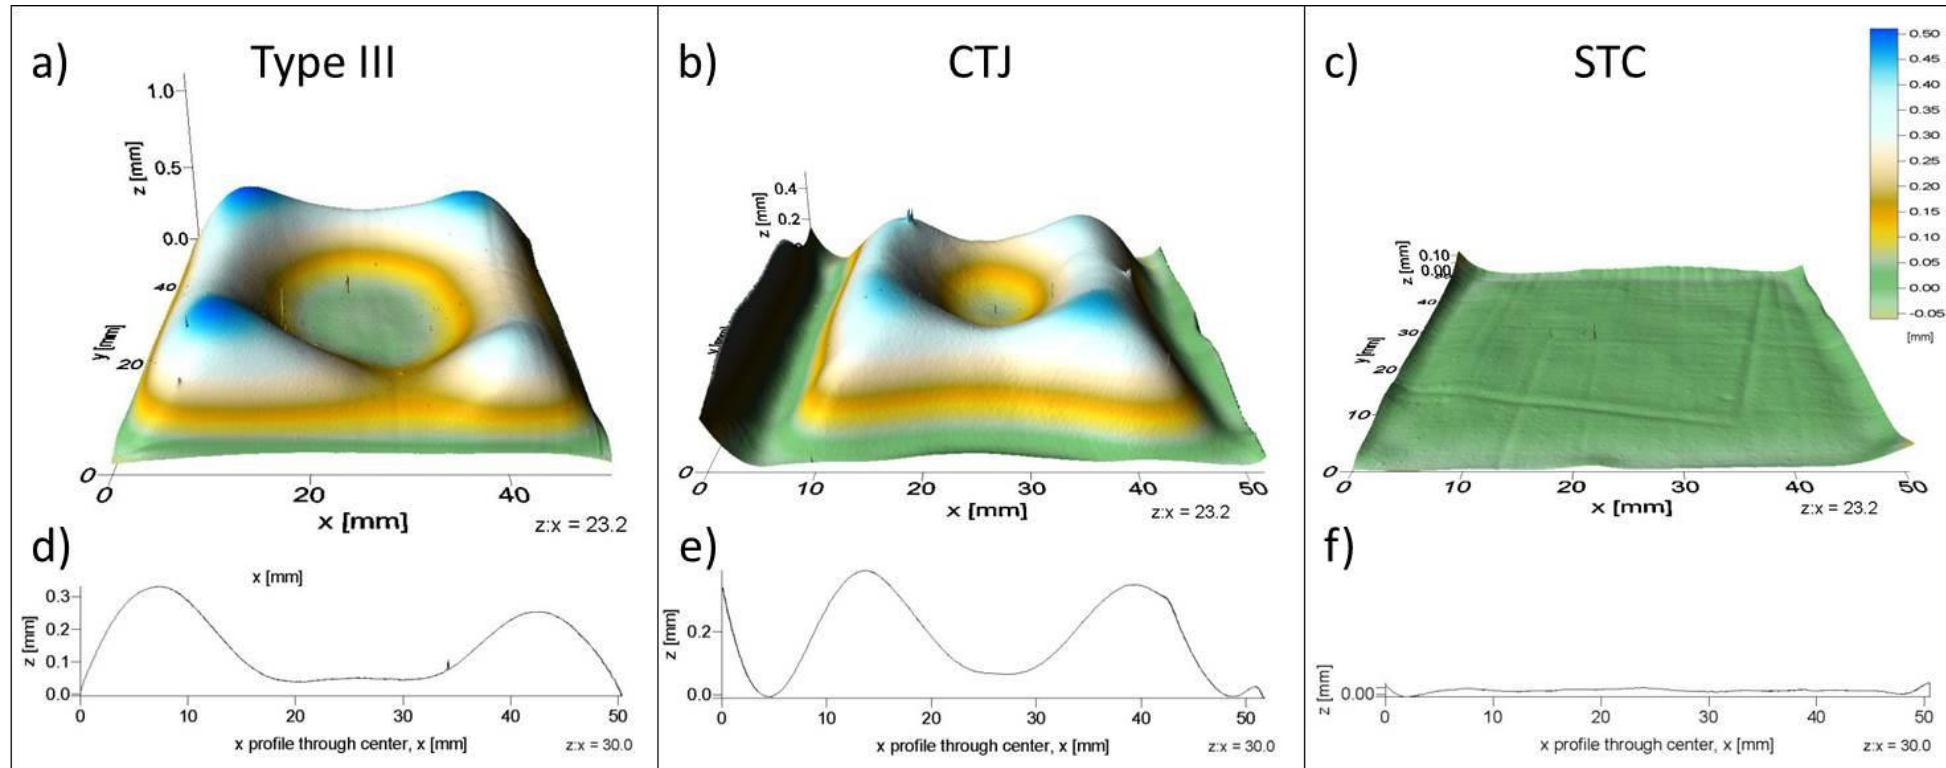 a) Type III
1.0
0.5
0.0
z [mm]
40
20
0
y [mm]
0 20 40
x [mm]
z:x = 23.2
b) CTJ
0.4
0.2
z [mm]
y [mm]
0
0 10 20 30 40 50
x [mm]
z:x = 23.2
c) STC
0.10
0.00
z [mm]
40
30
20
10
0
y [mm]
0 10 20 30 40 50
x [mm]
z:x = 23.2
0.50
0.45
0.40
0.35
0.30
0.25
0.20
0.15
0.10
0.05
0.00
-0.05
[mm]
d)
x [mm]
0.3
0.2
0.1
0.0
z [mm]
0 10 20 30 40 50
x profile through center, x [mm]
z:x = 30.0
e)
0.2
0.0
z [mm]
0 10 20 30 40 50
x profile through center, x [mm]
z:x = 30.0
f)
0.00
z [mm]
0 10 20 30 40 50
x profile through center, x [mm]
z:x = 30.0